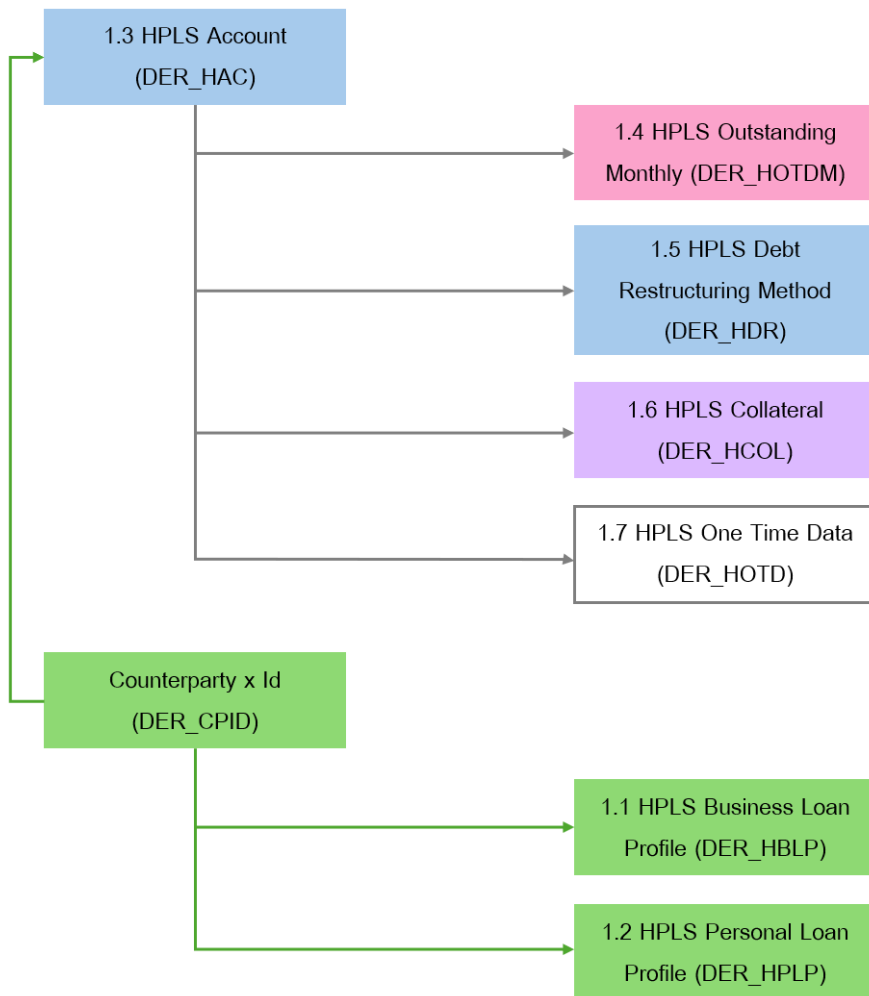 1.3 HPLS Account
(DER_HAC)
1.4 HPLS Outstanding
Monthly (DER_HOTDM)
1.5 HPLS Debt
Restructuring Method
(DER_HDR)
1.6 HPLS Collateral
(DER_HCOL)
1.7 HPLS One Time Data
(DER_HOTD)
Counterparty x Id
(DER_CPID)
1.1 HPLS Business Loan
Profile (DER_HBLP)
1.2 HPLS Personal Loan
Profile (DER_HPLP)